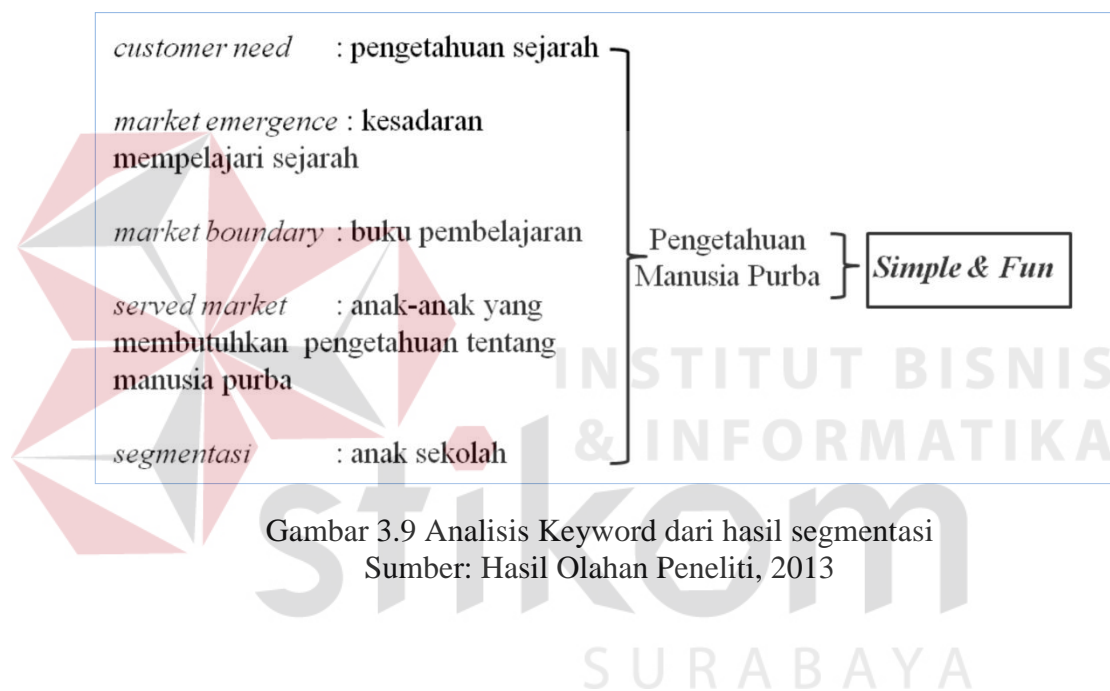 customer need : pengetahuan sejarah
market emergence : kesadaran
mempelajari sejarah
market boundary : buku pembelajaran
served market : anak-anak yang
membutuhkan pengetahuan tentang
manusia purba
segmentasi : anak sekolah
Pengetahuan
Manusia Purba
Simple & Fun
INSTITUT BISNIS
& INFORMATIKA
stikom
SURABAYA
Gambar 3.9 Analisis Keyword dari hasil segmentasi
Sumber: Hasil Olahan Peneliti, 2013